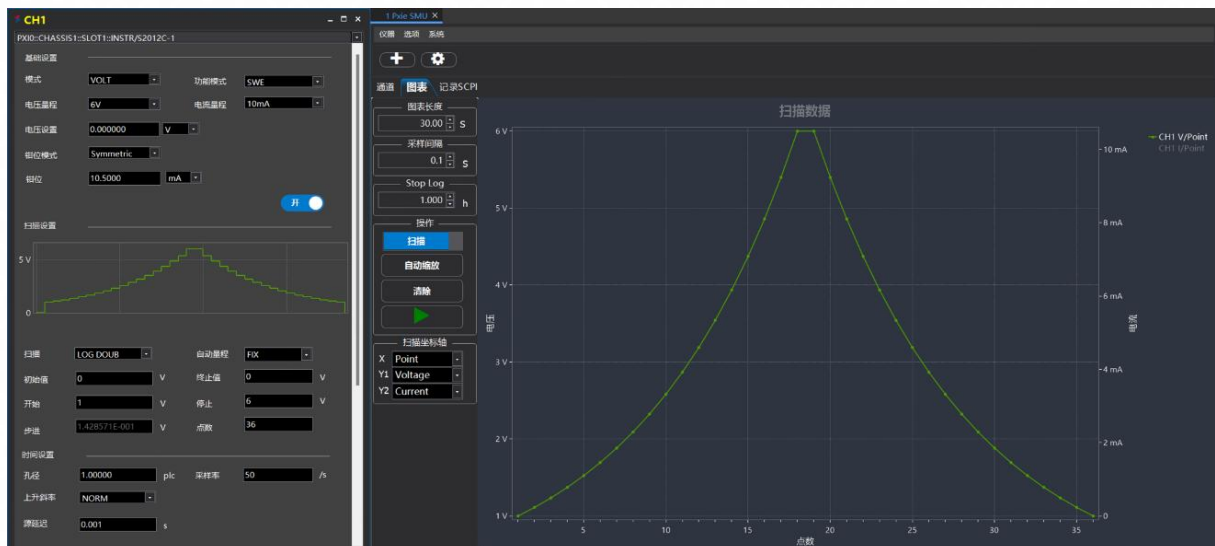 CH1
PXI0::CHASSIS1::SLOT1::INSTR/S2012C-1
基础设置
模式 VOLT 功能模式 SWE
电压量程 6V 电流量程 10mA
电压设置 0.000000 V
钳位模式 Symmetric
钳位 10.5000 mA
开
扫描设置
5 V
0
扫描 LOG DOUB 自动量程 FIX
初始值 0 V 终止值 0 V
开始 1 V 停止 6 V
步进 1.428571E-001 V 点数 36
时间设置
孔径 1.00000 plc 采样率 50 /s
上升斜率 NORM
源延迟 0.001 s
1 Pxie SMU
仪器 选项 系统
通道 图表 记录SCPI
图表长度
30.00 S
采样间隔
0.1 S
Stop Log
1.000 h
操作
扫描
自动缩放
清除
扫描坐标轴
X Point
Y1 Voltage
Y2 Current
扫描数据
CH1 V/Point
CH1 I/Point
6 V
5 V
4 V
3 V
2 V
1 V
电压
10 mA
8 mA
6 mA
4 mA
2 mA
0
电流
5 10 15 20 25 30 35
点数